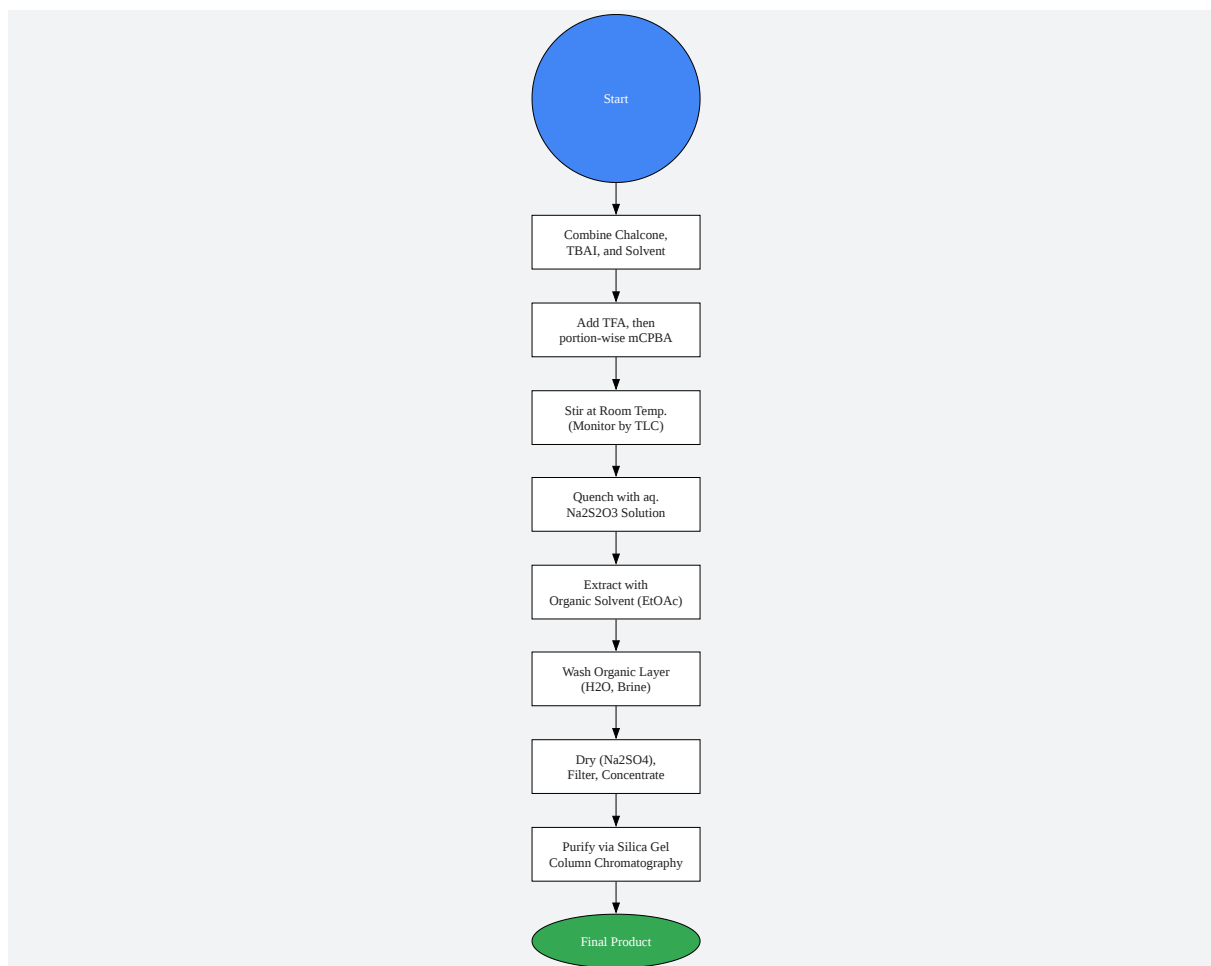 Start
Combine Chalcone,
TBAI, and Solvent
Add TFA, then
portion-wise mCPBA
Stir at Room Temp.
(Monitor by TLC)
Quench with aq.
Na2S2O3 Solution
Extract with
Organic Solvent (EtOAc)
Wash Organic Layer
(H2O, Brine)
Dry (Na2SO4),
Filter, Concentrate
Purify via Silica Gel
Column Chromatography
Final Product